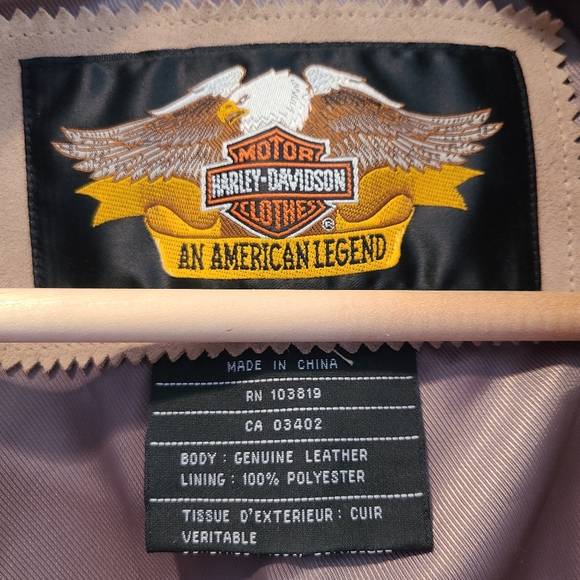 MOTOR
HARLEY-DAVIDSON
CLOTHES
®
AN AMERICAN LEGEND
MADE IN CHINA
RN 103819
CA 03402
BODY : GENUINE LEATHER
LINING : 100% POLYESTER
TISSUE D'EXTERIEUR : CUIR
VERITABLE